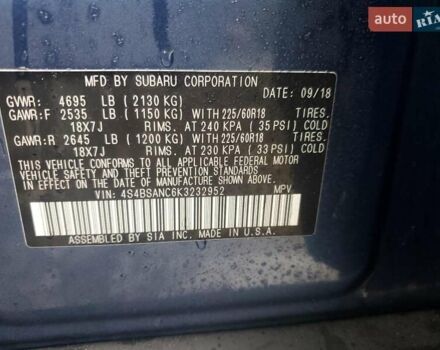 auto RIA
MFD BY SUBARU CORPORATION DATE: 09/18
GVWR: 4695 LB (2130 KG)
GAWR:F 2535 LB (1150 KG) WITH 225/60R18 TIRES.
18X7J RIMS. AT 240 KPA (35 PSI) COLD
GAWR:R 2645 LB (1200 KG) WITH 225/60R18 TIRES.
18X7J RIMS. AT 230 KPA (33 PSI) COLD
THIS VEHICLE CONFORMS TO ALL APPLICABLE FEDERAL MOTOR
VEHICLE SAFETY, BUMPER, AND THEFT PREVENTION STANDARDS
IN EFFECT ON THE DATE OF MANUFACTURE SHOWN ABOVE.
VIN: 4S4BSANC6K3232952 MPV
ASSEMBLED BY SIA INC. MADE IN U.S.A.